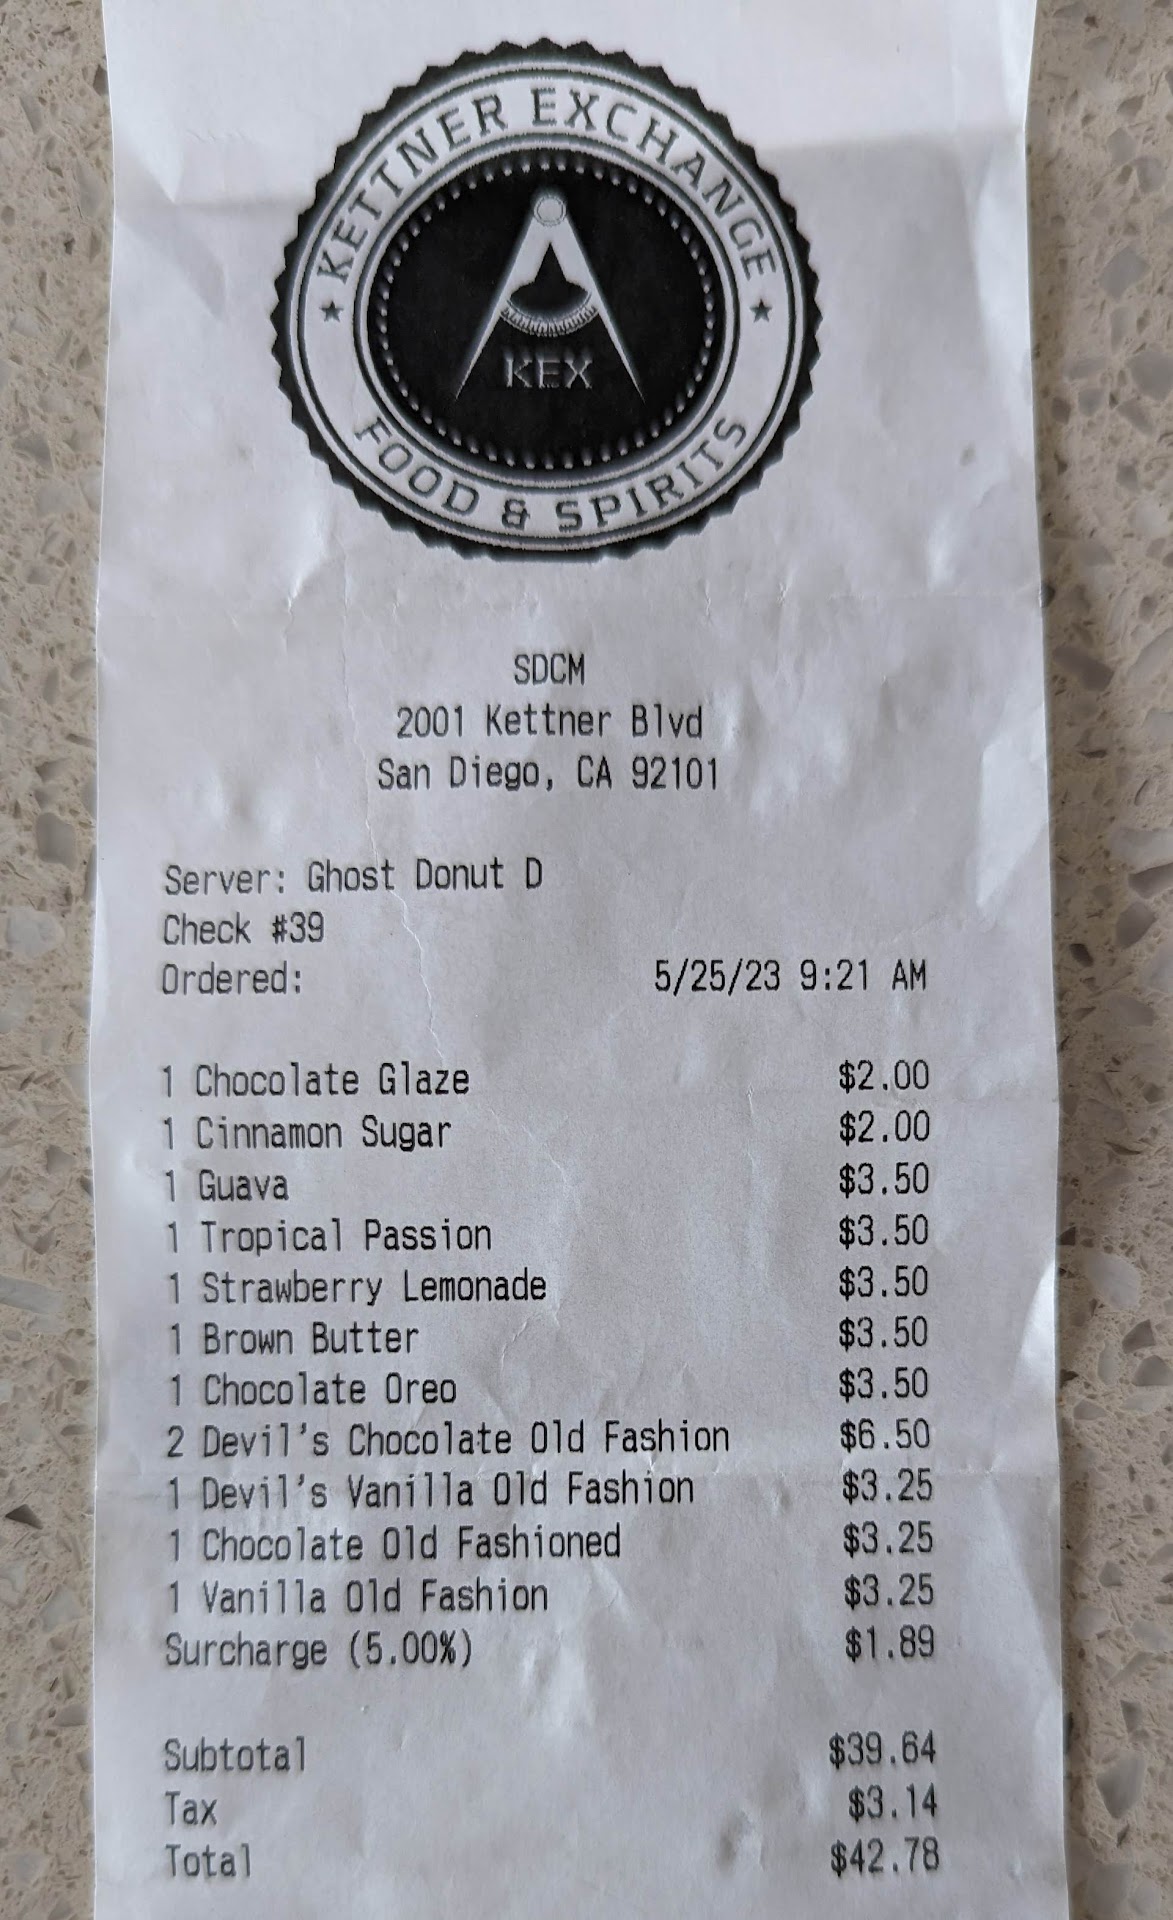 KETTNER EXCHANGE
KEX
FOOD & SPIRITS
SDCM
2001 Kettner Blvd
San Diego, CA 92101
Server: Ghost Donut D
Check #39
Ordered: 5/25/23 9:21 AM
1 Chocolate Glaze $2.00
1 Cinnamon Sugar $2.00
1 Guava $3.50
1 Tropical Passion $3.50
1 Strawberry Lemonade $3.50
1 Brown Butter $3.50
1 Chocolate Oreo $3.50
2 Devil's Chocolate Old Fashion $6.50
1 Devil's Vanilla Old Fashion $3.25
1 Chocolate Old Fashioned $3.25
1 Vanilla Old Fashion $3.25
Surcharge (5.00%) $1.89
Subtotal $39.64
Tax $3.14
Total $42.78